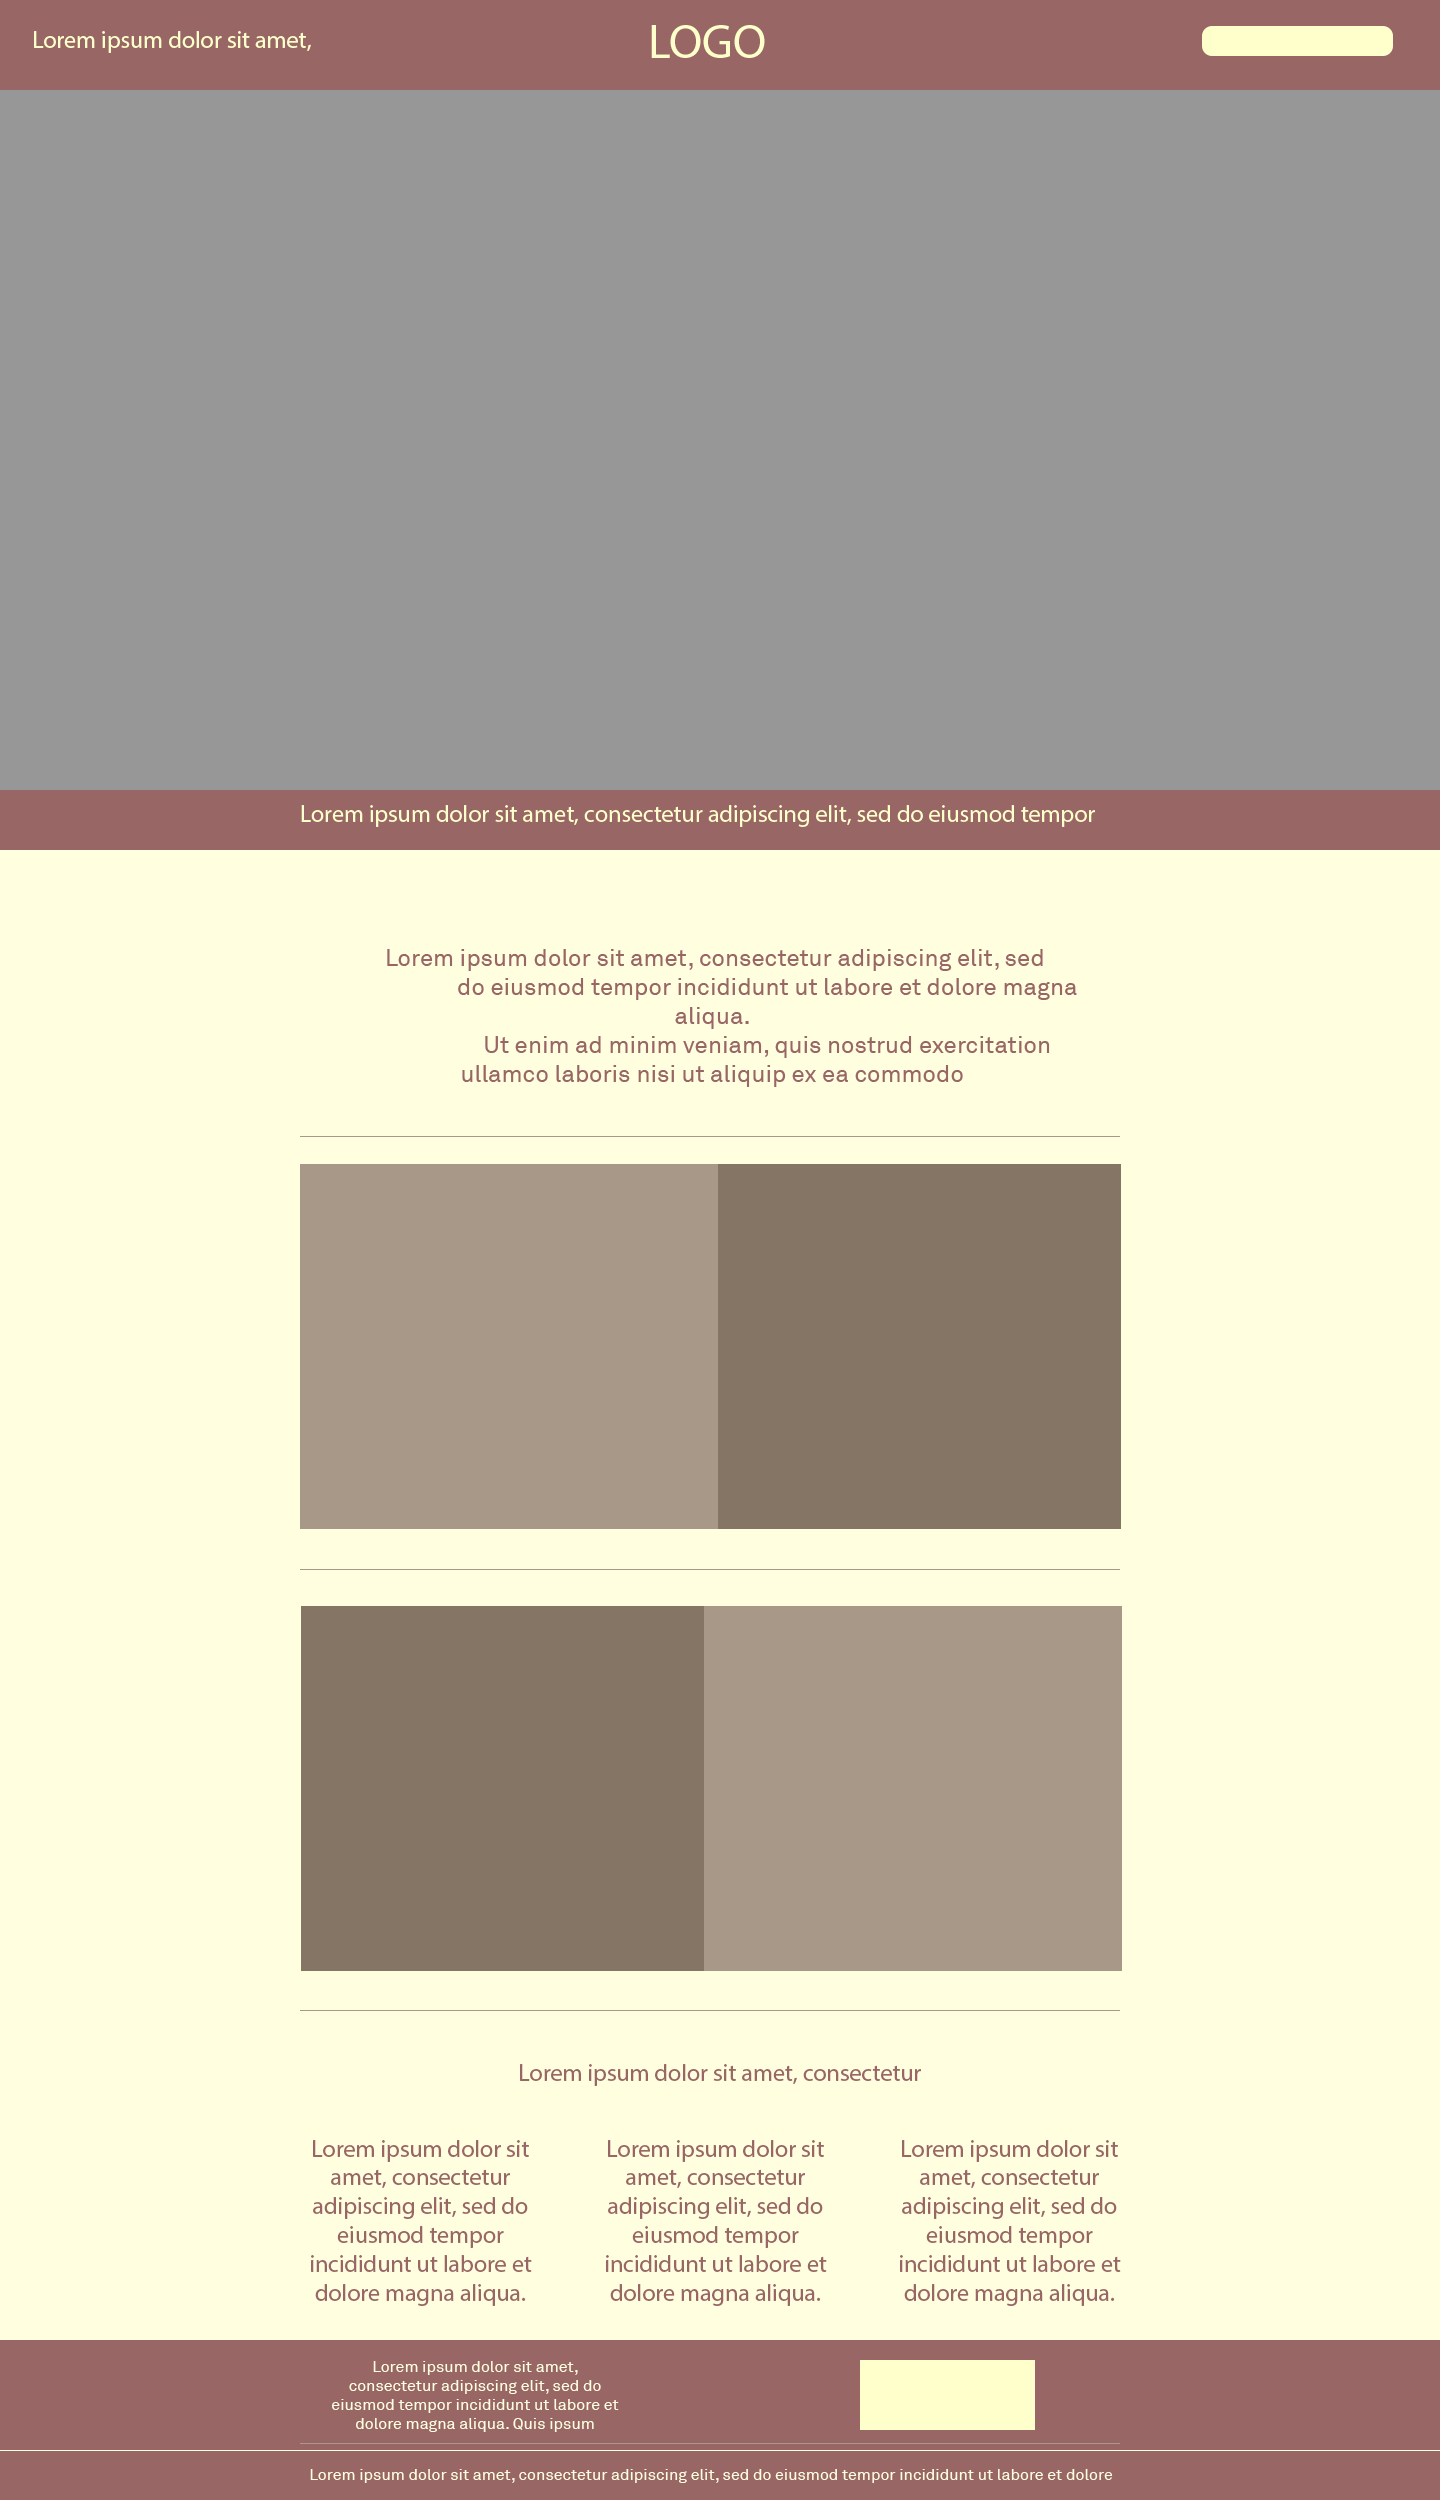 Lorem ipsum dolor sit amet,
LOGO
Lorem ipsum dolor sit amet, consectetur adipiscing elit, sed do eiusmod tempor
Lorem ipsum dolor sit amet, consectetur adipiscing elit, sed
do eiusmod tempor incididunt ut labore et dolore magna
aliqua.
Ut enim ad minim veniam, quis nostrud exercitation
ullamco laboris nisi ut aliquip ex ea commodo
Lorem ipsum dolor sit amet, consectetur
Lorem ipsum dolor sit
amet, consectetur
adipiscing elit, sed do
eiusmod tempor
incididunt ut labore et
dolore magna aliqua.
Lorem ipsum dolor sit
amet, consectetur
adipiscing elit, sed do
eiusmod tempor
incididunt ut labore et
dolore magna aliqua.
Lorem ipsum dolor sit
amet, consectetur
adipiscing elit, sed do
eiusmod tempor
incididunt ut labore et
dolore magna aliqua.
Lorem ipsum dolor sit amet,
consectetur adipiscing elit, sed do
eiusmod tempor incididunt ut labore et
dolore magna aliqua. Quis ipsum
Lorem ipsum dolor sit amet, consectetur adipiscing elit, sed do eiusmod tempor incididunt ut labore et dolore